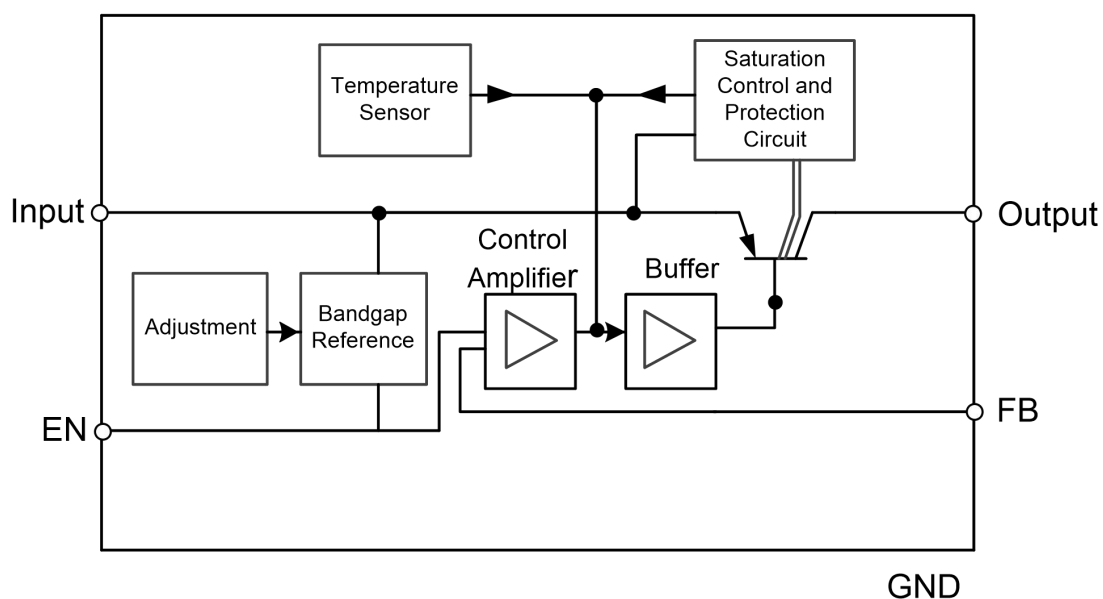 Temperature
Sensor
Saturation
Control and
Protection
Circuit
Input
Output
Control
Amplifier
Buffer
Adjustment
Bandgap
Reference
EN
FB
GND